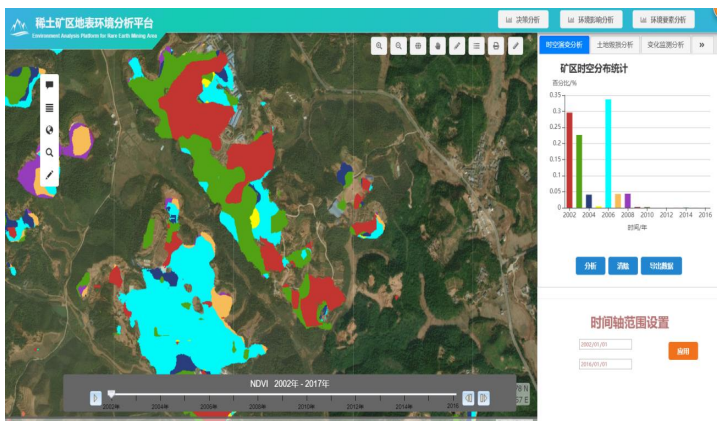 稀土矿区地表环境分析平台
Environment Analysis Platform for Rare Earth Mining Area
决策分析
环境影响分析
环境要素分析
时空演变分析
土地毁损分析
变化监测分析
»
矿区时空分布统计
百分比/%
0.35
0.3
0.25
0.2
0.15
0.1
0.05
0
2002 2004 2006 2008 2010 2012 2014 2016
时间/年
分析
清除
导出数据
时间轴范围设置
2002/01/01
应用
2016/01/01
NDVI 2002年 - 2017年
2002年 2004年 2006年 2008年 2010年 2012年 2014年 2016